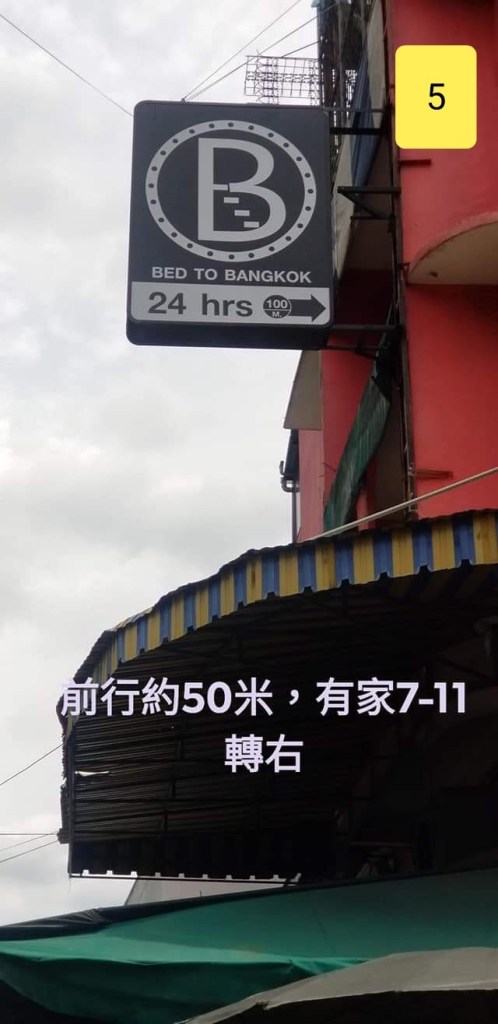 5
B
BED TO BANGKOK
24 hrs 100 M.
前行約50米，有家7-11
轉右